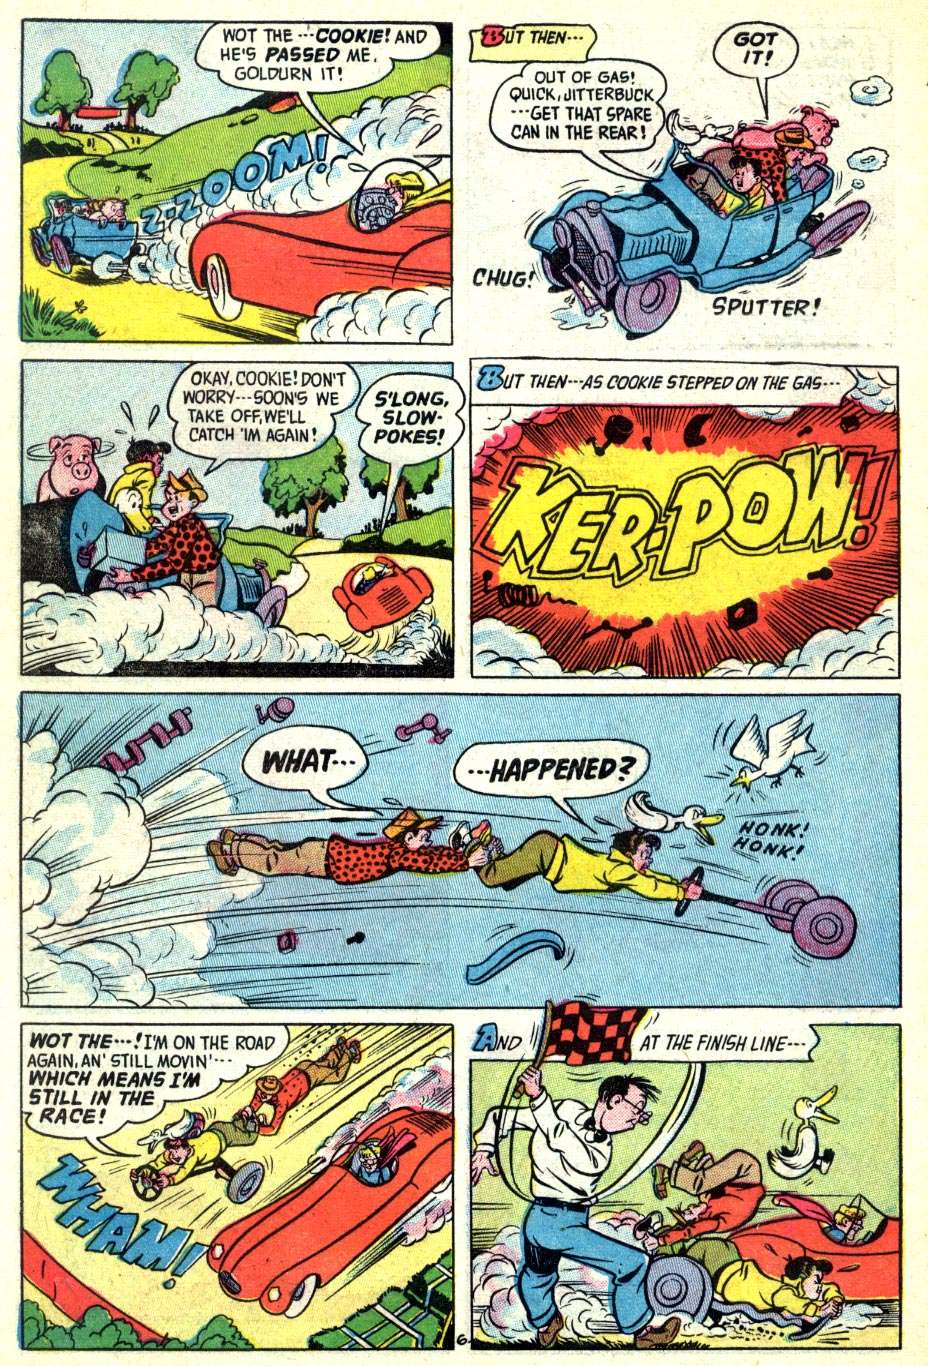 WOT THE ---COOKIE! AND
HE'S PASSED ME,
GOLDURN IT!
Z-ZOOM!
BUT THEN---
OUT OF GAS!
QUICK, JITTERBUCK
---GET THAT SPARE
CAN IN THE REAR!
GOT
IT!
CHUG!
SPUTTER!
OKAY, COOKIE! DON'T
WORRY---SOON'S WE
TAKE OFF, WE'LL
CATCH 'IM AGAIN!
S'LONG,
SLOW-
POKES!
BUT THEN---AS COOKIE STEPPED ON THE GAS---
KER-POW!
WHAT---
---HAPPENED?
HONK!
HONK!
WOT THE---! I'M ON THE ROAD
AGAIN, AN' STILL MOVIN'---
WHICH MEANS I'M
STILL IN THE
RACE!
WHAM!
AND AT THE FINISH LINE---
6